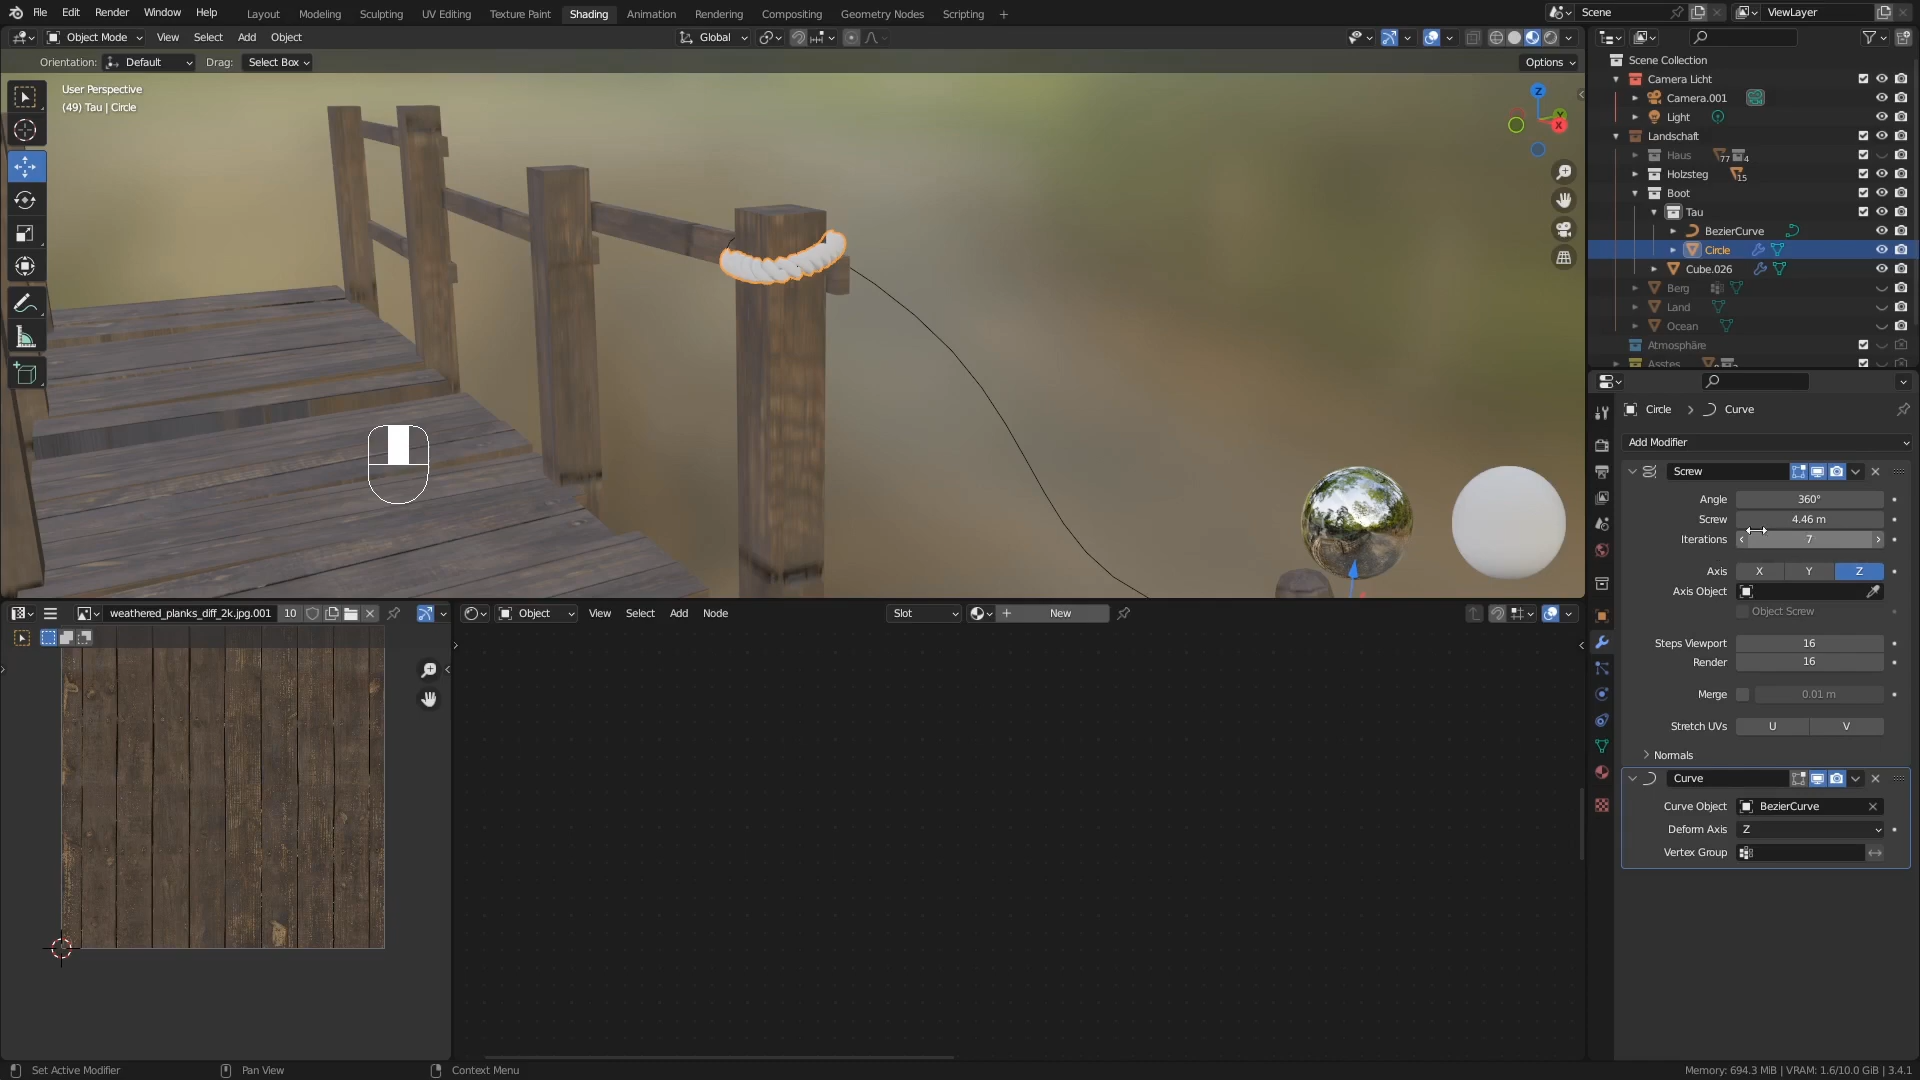 File Edit Render Window Help Layout Modeling Sculpting UV Editing Texture Paint Shading Animation Rendering Compositing Geometry Nodes Scripting +
Scene ViewLayer
Object Mode View Select Add Object Global
Orientation: Default Drag: Select Box Options
User Perspective
(49) Tau | Circle
Z
Y
X
Scene Collection
Camera Licht
Camera.001
Light
Landschaft
Haus 77 4
Holzsteg 15
Boot
Tau
BezierCurve
Circle
Cube.026
Berg
Land
Ocean
Atmosphäre
Asstes
Circle > Curve
Add Modifier
Screw
Angle 360°
Screw 4.46 m
Iterations 7
Axis X Y Z
Axis Object
Object Screw
Steps Viewport 16
Render 16
Merge 0.01 m
Stretch UVs U V
Normals
Curve
Curve Object BezierCurve
Deform Axis Z
Vertex Group
weathered_planks_diff_2k.jpg.001 10
Object View Select Add Node Slot New
Set Active Modifier Pan View Context Menu Memory: 694.3 MiB | VRAM: 1.6/10.0 GiB | 3.4.1